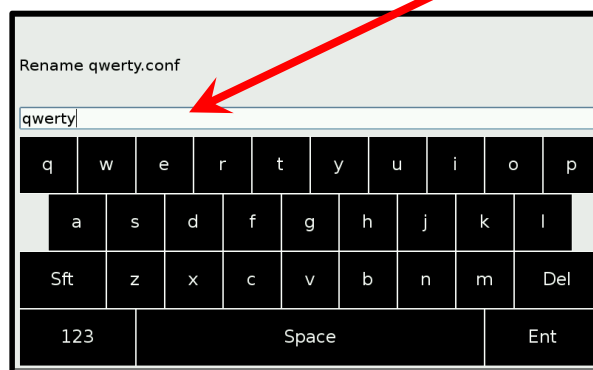 Rename qwerty.conf
qwerty
q w e r t y u i o p
a s d f g h j k l
Sft z x c v b n m Del
123 Space Ent